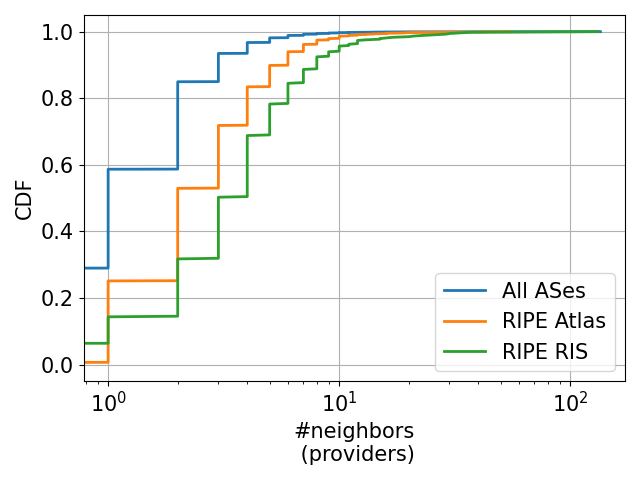 1.0
0.8
0.6
0.4
0.2
0.0
CDF
All ASes
RIPE Atlas
RIPE RIS
10⁰
10¹
10²
#neighbors
(providers)